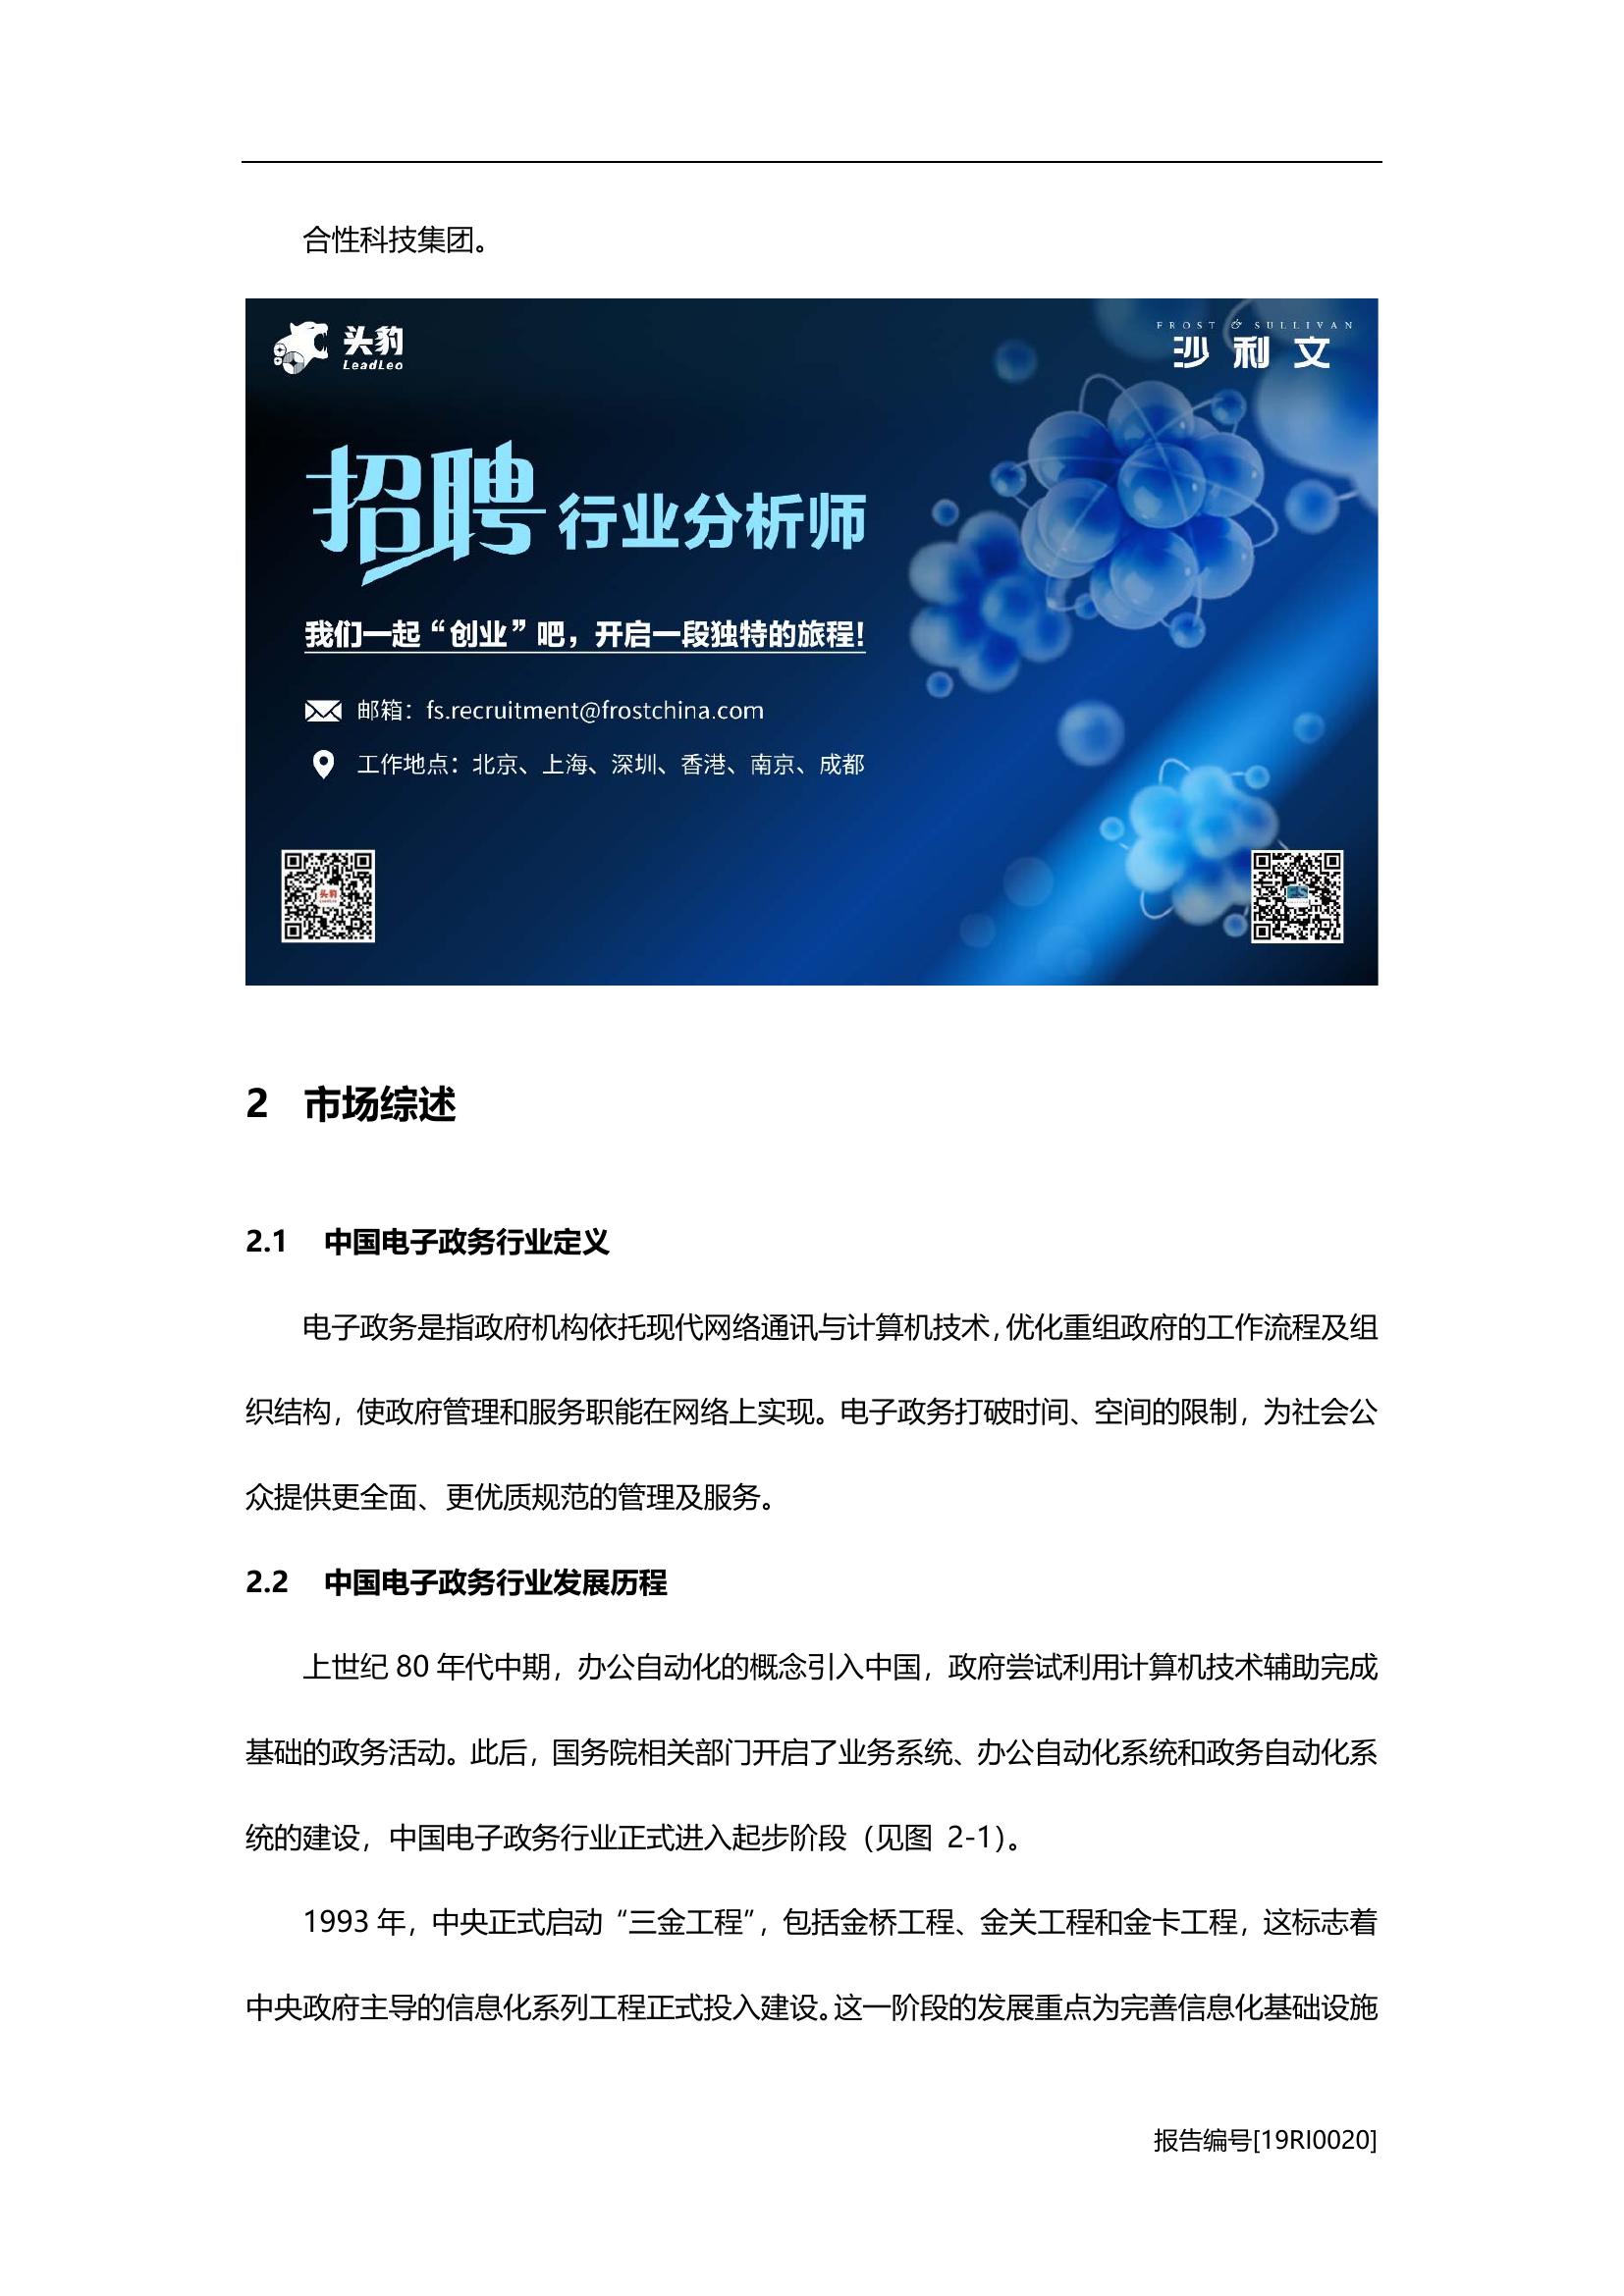 合性科技集团。
头豹
LeadLeo
FROST & SULLIVAN
沙利文
招聘 行业分析师
我们一起“创业”吧，开启一段独特的旅程！
邮箱：fs.recruitment@frostchina.com
工作地点：北京、上海、深圳、香港、南京、成都
头豹
LeadLeo
2 市场综述
2.1 中国电子政务行业定义
电子政务是指政府机构依托现代网络通讯与计算机技术，优化重组政府的工作流程及组
织结构，使政府管理和服务职能在网络上实现。电子政务打破时间、空间的限制，为社会公
众提供更全面、更优质规范的管理及服务。
2.2 中国电子政务行业发展历程
上世纪 80 年代中期，办公自动化的概念引入中国，政府尝试利用计算机技术辅助完成
基础的政务活动。此后，国务院相关部门开启了业务系统、办公自动化系统和政务自动化系
统的建设，中国电子政务行业正式进入起步阶段（见图 2-1）。
1993 年，中央正式启动“三金工程”，包括金桥工程、金关工程和金卡工程，这标志着
中央政府主导的信息化系列工程正式投入建设。这一阶段的发展重点为完善信息化基础设施
报告编号[19RI0020]